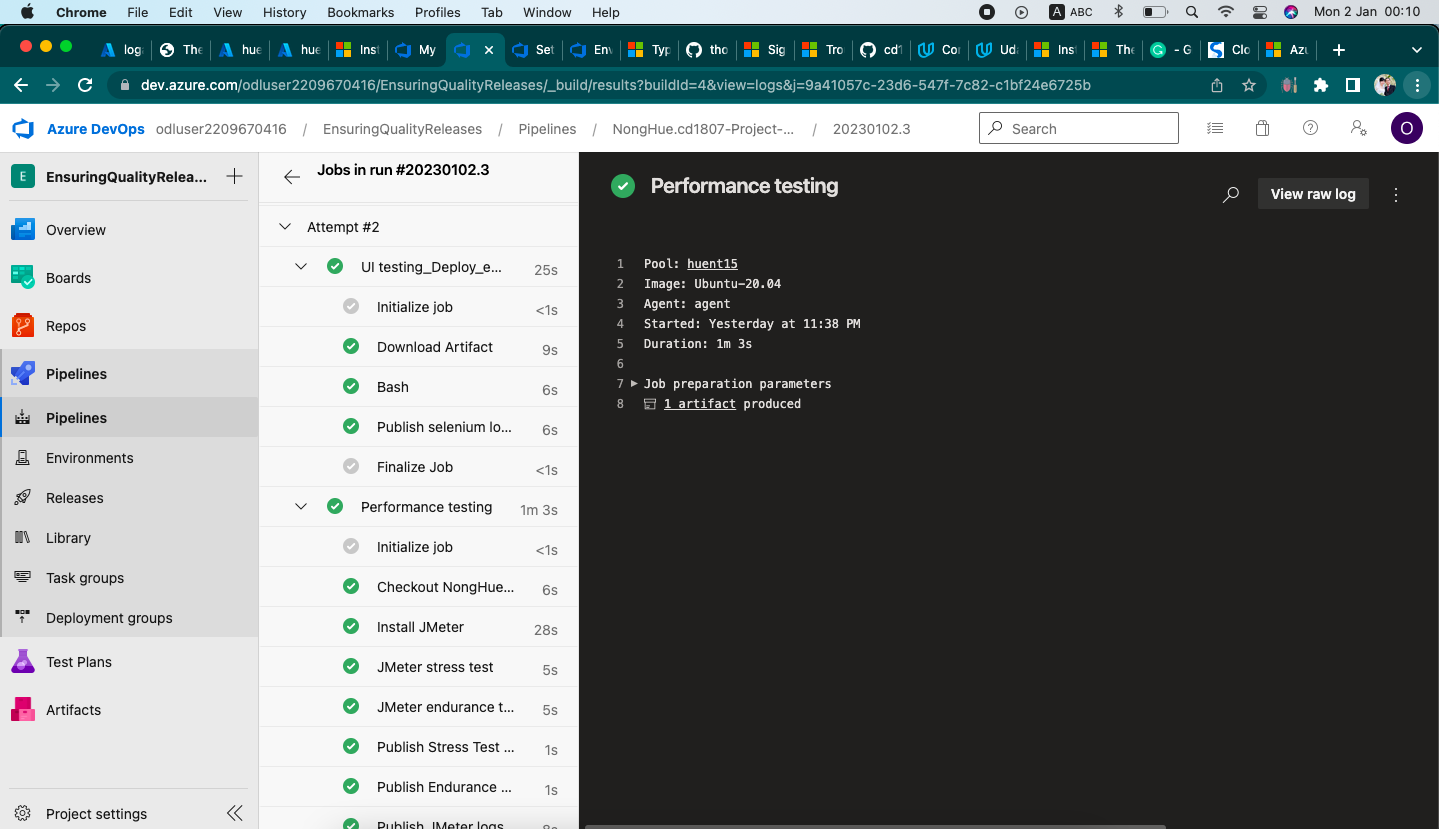 Chrome File Edit View History Bookmarks Profiles Tab Window Help A ABC Mon 2 Jan 00:10
log The hue hue Inst My Set Env Typ tho Sig Tro cd1 Cor Uda Inst The - G Clo Azu
dev.azure.com/odluser2209670416/EnsuringQualityReleases/_build/results?buildId=4&view=logs&j=9a41057c-23d6-547f-7c82-c1bf24e6725b
Azure DevOps odluser2209670416 / EnsuringQualityReleases / Pipelines / NongHue.cd1807-Project-... / 20230102.3 Search O
E EnsuringQualityRelea...
Overview
Boards
Repos
Pipelines
Pipelines
Environments
Releases
Library
Task groups
Deployment groups
Test Plans
Artifacts
Project settings
Jobs in run #20230102.3
Attempt #2
UI testing_Deploy_e... 25s
Initialize job <1s
Download Artifact 9s
Bash 6s
Publish selenium lo... 6s
Finalize Job <1s
Performance testing 1m 3s
Initialize job <1s
Checkout NongHue... 6s
Install JMeter 28s
JMeter stress test 5s
JMeter endurance t... 5s
Publish Stress Test ... 1s
Publish Endurance ... 1s
Publish JMeter logs
Performance testing
View raw log
1 Pool: huent15
2 Image: Ubuntu-20.04
3 Agent: agent
4 Started: Yesterday at 11:38 PM
5 Duration: 1m 3s
6
7 Job preparation parameters
8 1 artifact produced